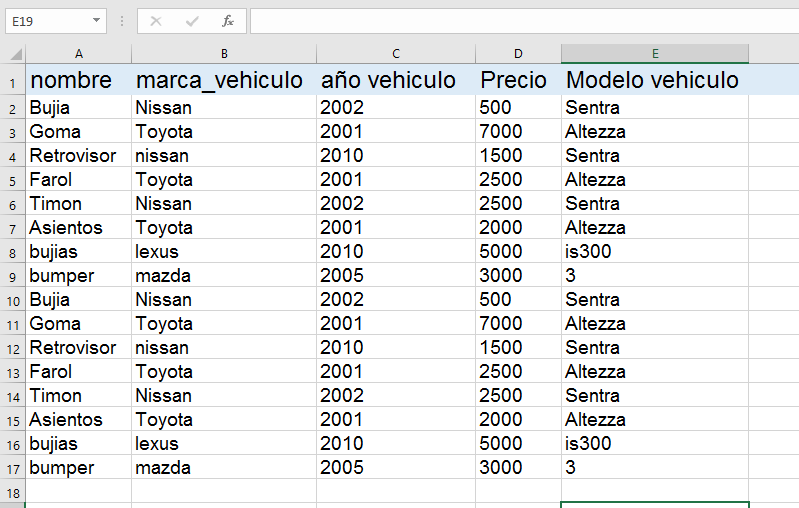 E19 fx
A B C D E
1 nombre marca_vehiculo año vehiculo Precio Modelo vehiculo
2 Bujia Nissan 2002 500 Sentra
3 Goma Toyota 2001 7000 Altezza
4 Retrovisor nissan 2010 1500 Sentra
5 Farol Toyota 2001 2500 Altezza
6 Timon Nissan 2002 2500 Sentra
7 Asientos Toyota 2001 2000 Altezza
8 bujias lexus 2010 5000 is300
9 bumper mazda 2005 3000 3
10 Bujia Nissan 2002 500 Sentra
11 Goma Toyota 2001 7000 Altezza
12 Retrovisor nissan 2010 1500 Sentra
13 Farol Toyota 2001 2500 Altezza
14 Timon Nissan 2002 2500 Sentra
15 Asientos Toyota 2001 2000 Altezza
16 bujias lexus 2010 5000 is300
17 bumper mazda 2005 3000 3
18